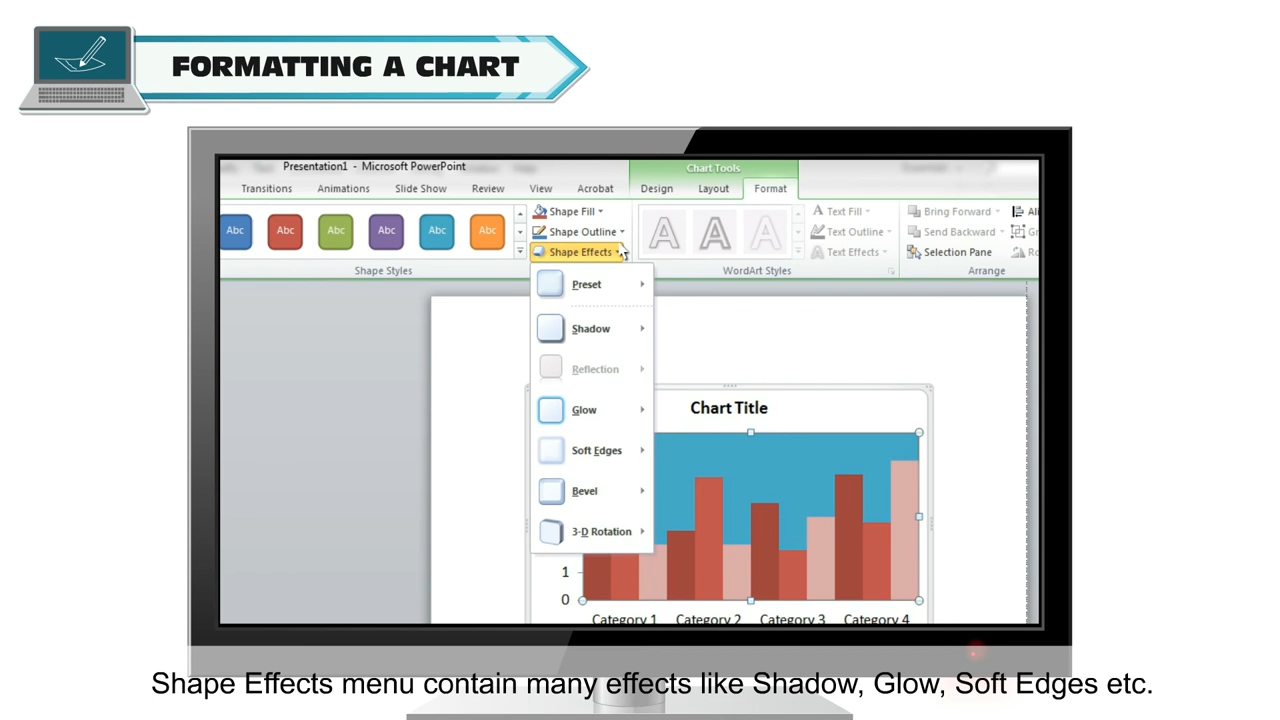 FORMATTING A CHART
Presentation1 - Microsoft PowerPoint
Chart Tools
Transitions Animations Slide Show Review View Acrobat Design Layout Format
Abc Abc Abc Abc Abc Abc
Shape Fill
Shape Outline
Shape Effects
A A A
Text Fill
Text Outline
Text Effects
Bring Forward
Send Backward
Selection Pane
Shape Styles WordArt Styles Arrange
Preset
Shadow
Reflection
Glow
Soft Edges
Bevel
3-D Rotation
Chart Title
1
0
Category 1 Category 2 Category 3 Category 4
Shape Effects menu contain many effects like Shadow, Glow, Soft Edges etc.